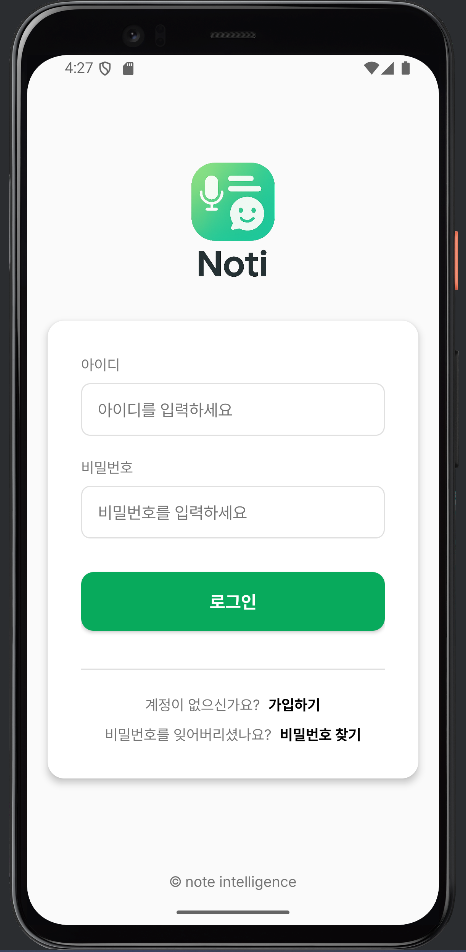 4:27
Noti
아이디
아이디를 입력하세요
비밀번호
비밀번호를 입력하세요
로그인
계정이 없으신가요? 가입하기
비밀번호를 잊어버리셨나요? 비밀번호 찾기
© note intelligence